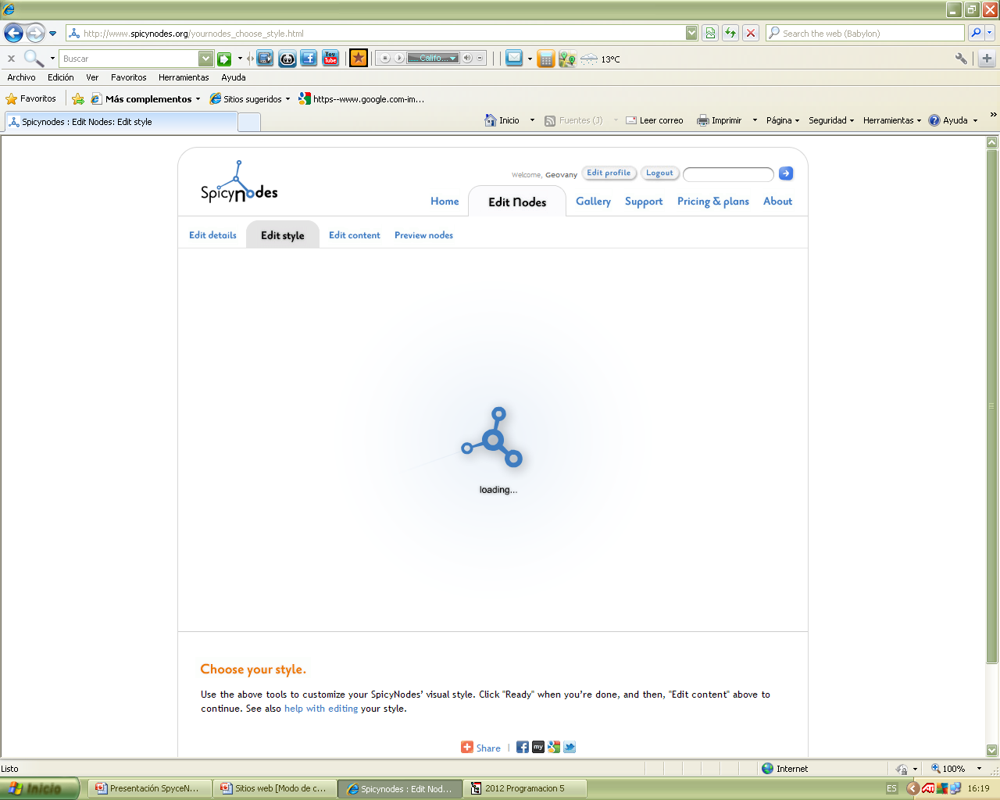 http://www.spicynodes.org/yournodes_choose_style.html
Search the web (Babylon)
x
Buscar
You Tube
Califo...
13°C
Archivo Edición Ver Favoritos Herramientas Ayuda
Favoritos Más complementos Sitios sugeridos https--www.google.com-im...
Spicynodes : Edit Nodes: Edit style
Inicio Fuentes (J) Leer correo Imprimir Página Seguridad Herramientas Ayuda »
Spicynodes
Welcome, Geovany Edit profile Logout
Home Edit Nodes Gallery Support Pricing & plans About
Edit details Edit style Edit content Preview nodes
loading...
Choose your style.
Use the above tools to customize your SpicyNodes’ visual style. Click "Ready" when you’re done, and then, "Edit content" above to
continue. See also help with editing your style.
Share | my
Listo Internet 100%
Inicio Presentación SpyceN... Sitios web [Modo de c... Spicynodes : Edit Nod... 2012 Programacion 5 ES 16:19